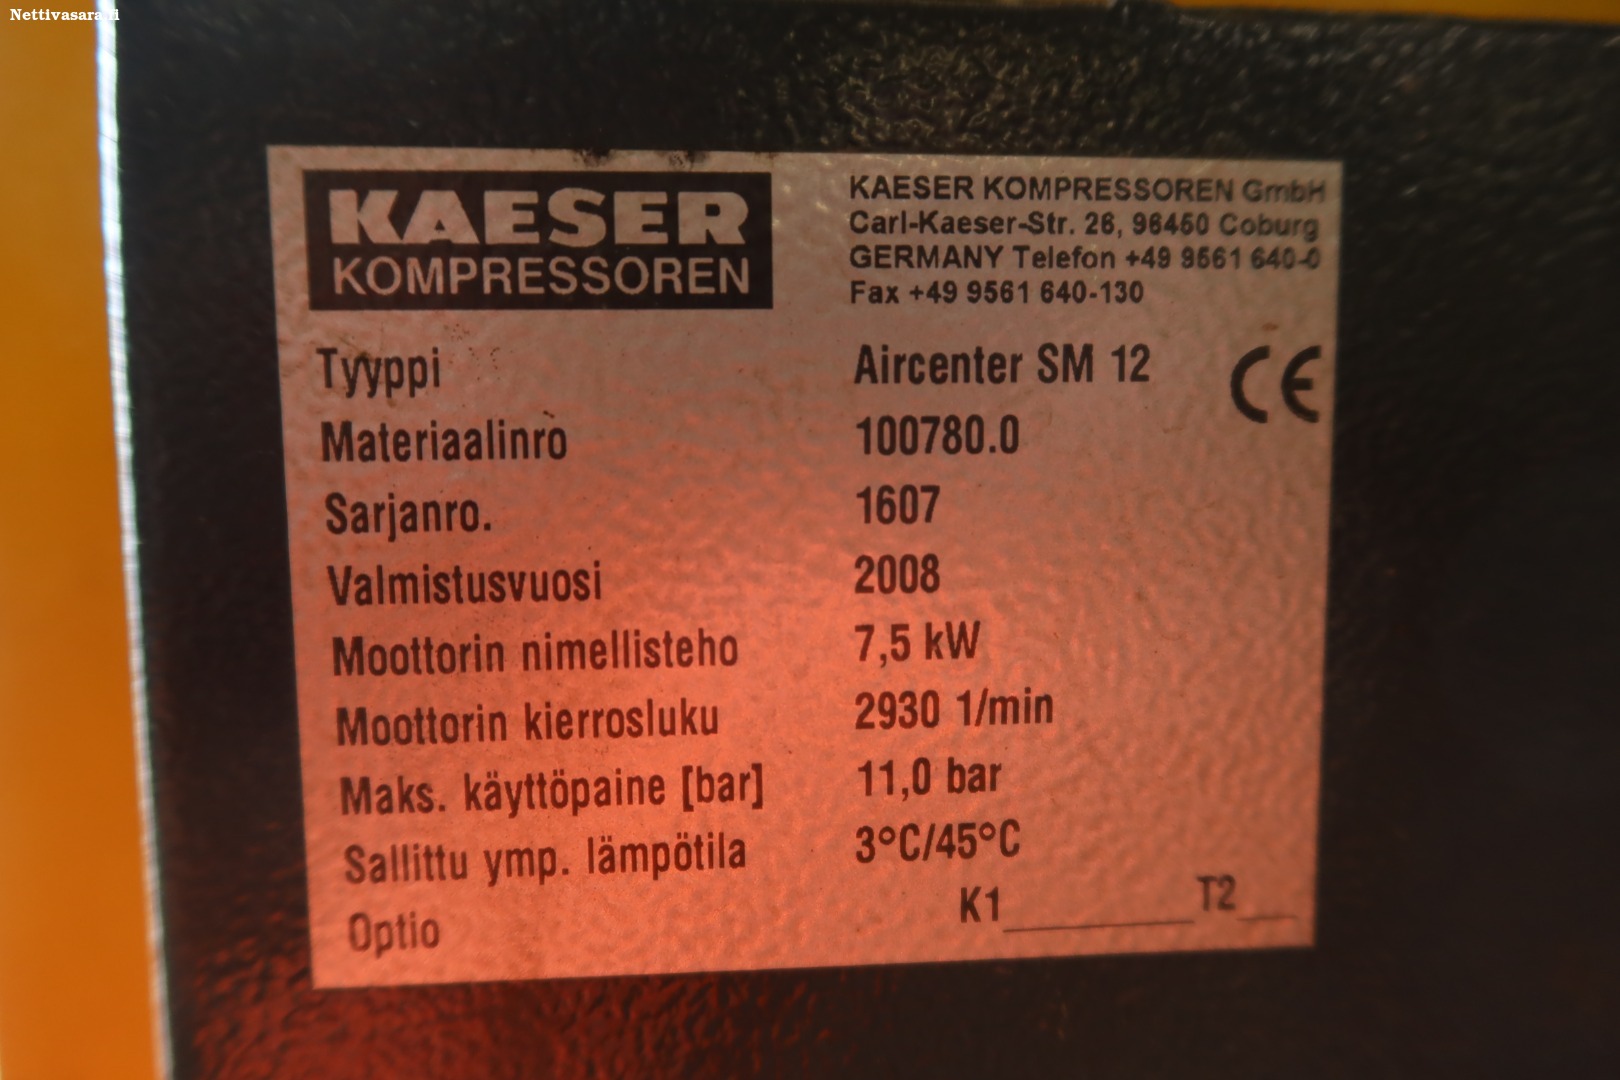 Nettivasara.fi
KAESER
KOMPRESSOREN
KAESER KOMPRESSOREN GmbH
Carl-Kaeser-Str. 26, 96450 Coburg
GERMANY Telefon +49 9561 640-0
Fax +49 9561 640-130
Tyyppi Aircenter SM 12 CE
Materiaalinro 100780.0
Sarjanro. 1607
Valmistusvuosi 2008
Moottorin nimellisteho 7,5 kW
Moottorin kierrosluku 2930 1/min
Maks. käyttöpaine [bar] 11,0 bar
Sallittu ymp. lämpötila 3°C/45°C
Optio K1 T2